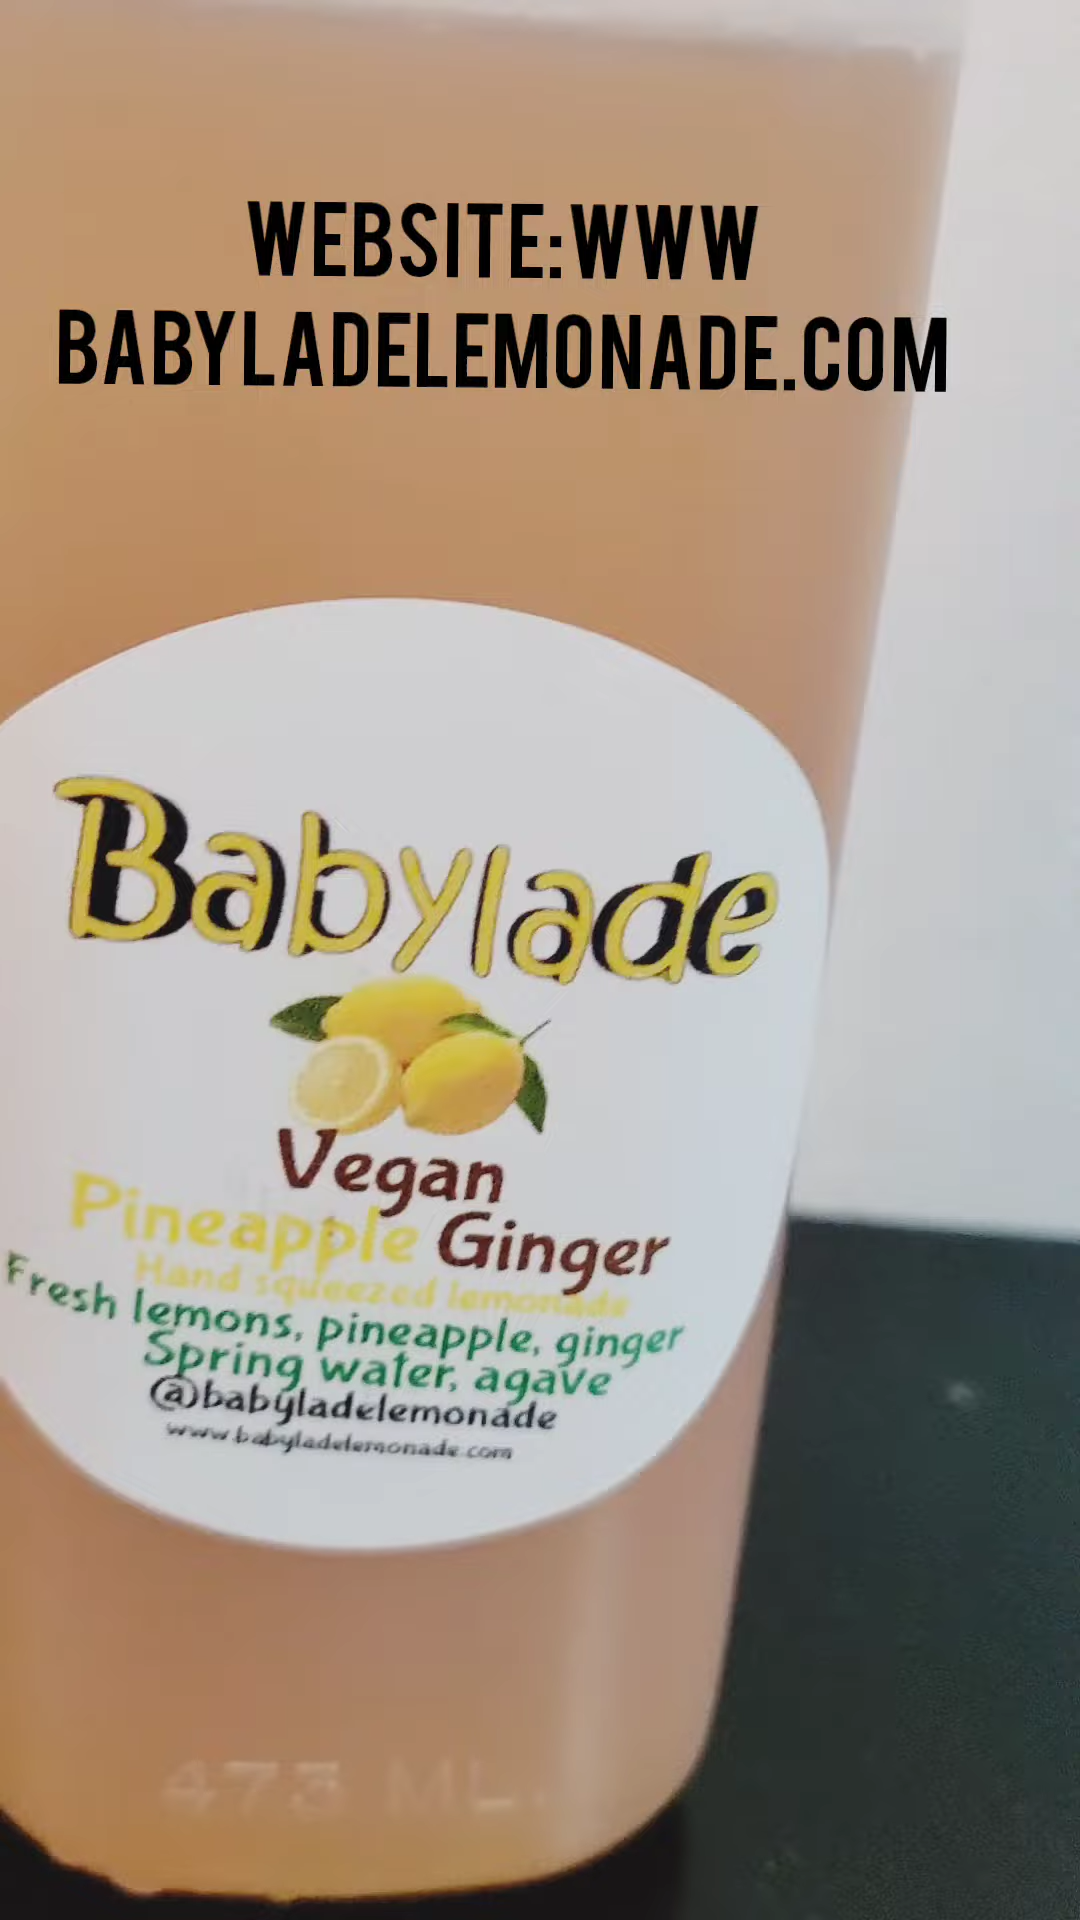 WEBSITE:WWW
BABYLADELEMONADE.COM
Babylade
Vegan
Pineapple Ginger
Hand squeezed lemonade
Fresh lemons, pineapple, ginger
Spring water, agave
@babyladelemonade
www.babyladelemonade.com
473 ML.